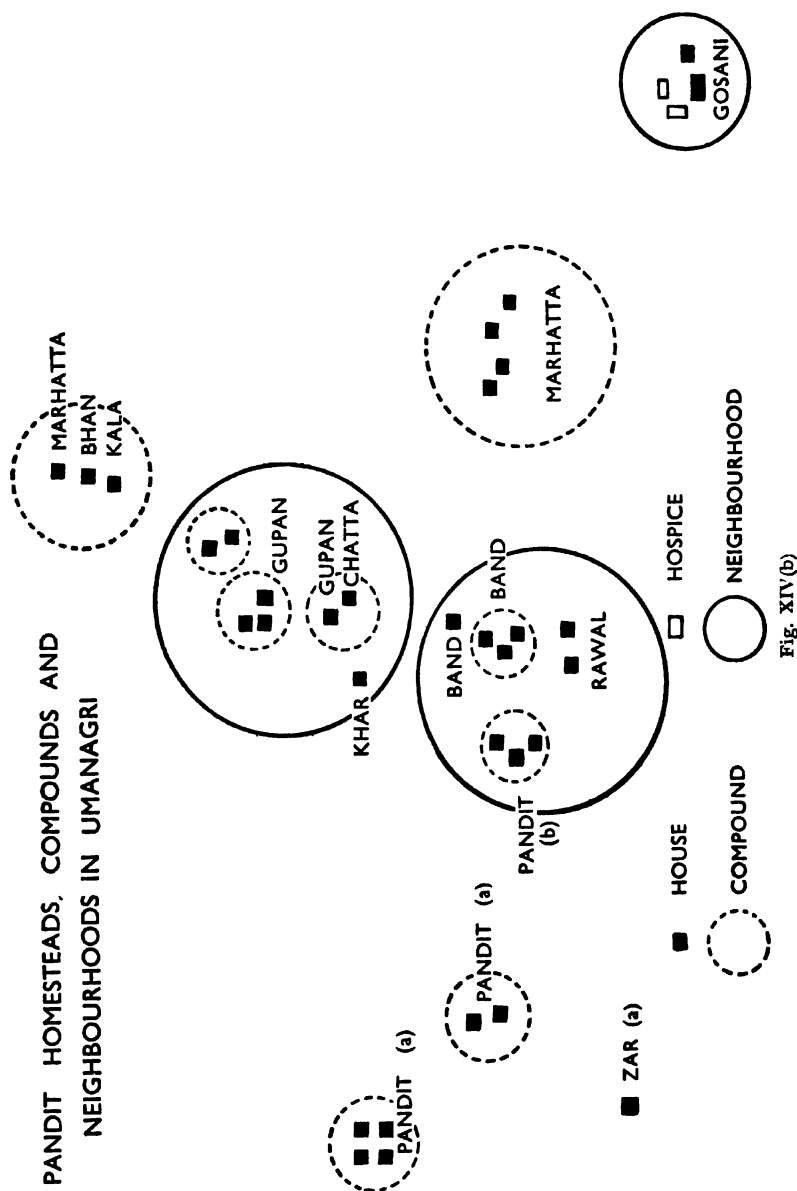 PANDIT HOMESTEADS, COMPOUNDS AND
NEIGHBOURHOODS IN UMANAGRI
MARHATTA
BHAN
KALA
GUPAN
GUPAN
CHATTA
KHAR
PANDIT (a)
BAND
PANDIT (a)
BAND
PANDIT
(b)
MARHATTA
RAWAL
ZAR (a)
GOSANI
HOUSE
HOSPICE
COMPOUND
NEIGHBOURHOOD
Fig. XIV(b)